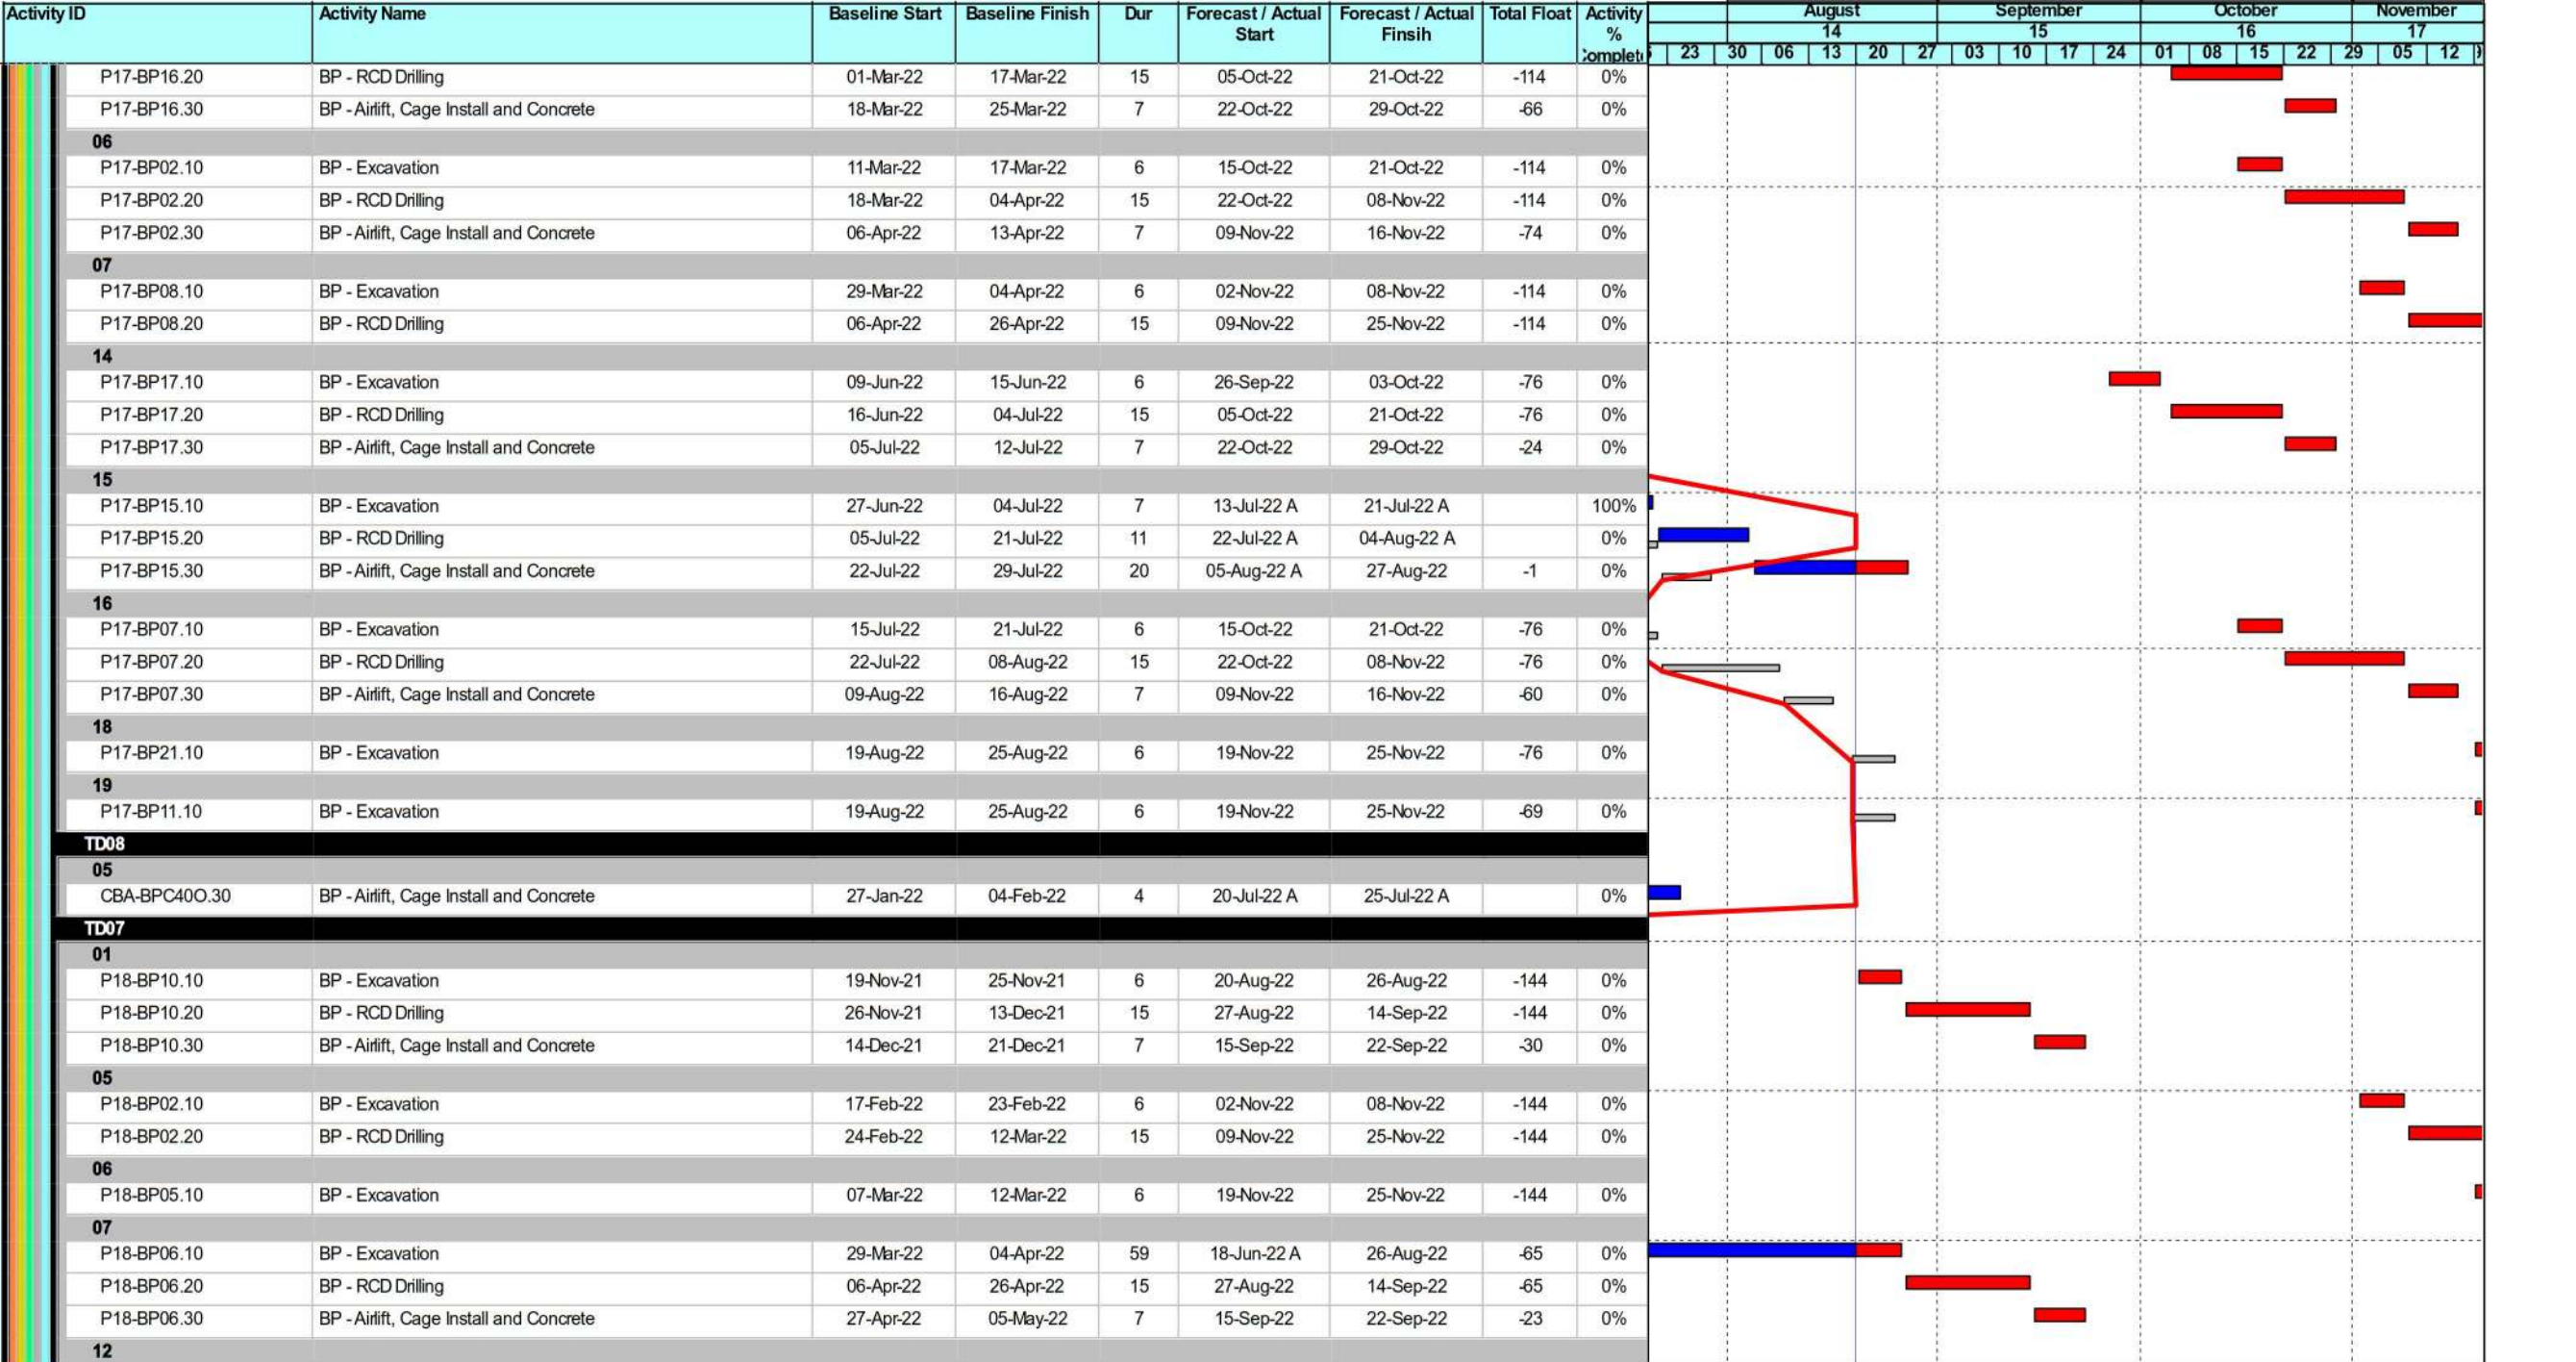 Activity ID Activity Name Baseline Start Baseline Finish Dur Forecast / Actual Start Forecast / Actual Finsih Total Float Activity % Complete August September October November
14 15 16 17
23 30 06 13 20 27 03 10 17 24 01 08 15 22 29 05 12
P17-BP16.20 BP - RCD Drilling 01-Mar-22 17-Mar-22 15 05-Oct-22 21-Oct-22 -114 0%
P17-BP16.30 BP - Airlift, Cage Install and Concrete 18-Mar-22 25-Mar-22 7 22-Oct-22 29-Oct-22 -66 0%
06
P17-BP02.10 BP - Excavation 11-Mar-22 17-Mar-22 6 15-Oct-22 21-Oct-22 -114 0%
P17-BP02.20 BP - RCD Drilling 18-Mar-22 04-Apr-22 15 22-Oct-22 08-Nov-22 -114 0%
P17-BP02.30 BP - Airlift, Cage Install and Concrete 06-Apr-22 13-Apr-22 7 09-Nov-22 16-Nov-22 -74 0%
07
P17-BP08.10 BP - Excavation 29-Mar-22 04-Apr-22 6 02-Nov-22 08-Nov-22 -114 0%
P17-BP08.20 BP - RCD Drilling 06-Apr-22 26-Apr-22 15 09-Nov-22 25-Nov-22 -114 0%
14
P17-BP17.10 BP - Excavation 09-Jun-22 15-Jun-22 6 26-Sep-22 03-Oct-22 -76 0%
P17-BP17.20 BP - RCD Drilling 16-Jun-22 04-Jul-22 15 05-Oct-22 21-Oct-22 -76 0%
P17-BP17.30 BP - Airlift, Cage Install and Concrete 05-Jul-22 12-Jul-22 7 22-Oct-22 29-Oct-22 -24 0%
15
P17-BP15.10 BP - Excavation 27-Jun-22 04-Jul-22 7 13-Jul-22 A 21-Jul-22 A 100%
P17-BP15.20 BP - RCD Drilling 05-Jul-22 21-Jul-22 11 22-Jul-22 A 04-Aug-22 A 0%
P17-BP15.30 BP - Airlift, Cage Install and Concrete 22-Jul-22 29-Jul-22 20 05-Aug-22 A 27-Aug-22 -1 0%
16
P17-BP07.10 BP - Excavation 15-Jul-22 21-Jul-22 6 15-Oct-22 21-Oct-22 -76 0%
P17-BP07.20 BP - RCD Drilling 22-Jul-22 08-Aug-22 15 22-Oct-22 08-Nov-22 -76 0%
P17-BP07.30 BP - Airlift, Cage Install and Concrete 09-Aug-22 16-Aug-22 7 09-Nov-22 16-Nov-22 -60 0%
18
P17-BP21.10 BP - Excavation 19-Aug-22 25-Aug-22 6 19-Nov-22 25-Nov-22 -76 0%
19
P17-BP11.10 BP - Excavation 19-Aug-22 25-Aug-22 6 19-Nov-22 25-Nov-22 -69 0%
TD08
05
CBA-BPC40O.30 BP - Airlift, Cage Install and Concrete 27-Jan-22 04-Feb-22 4 20-Jul-22 A 25-Jul-22 A 0%
TD07
01
P18-BP10.10 BP - Excavation 19-Nov-21 25-Nov-21 6 20-Aug-22 26-Aug-22 -144 0%
P18-BP10.20 BP - RCD Drilling 26-Nov-21 13-Dec-21 15 27-Aug-22 14-Sep-22 -144 0%
P18-BP10.30 BP - Airlift, Cage Install and Concrete 14-Dec-21 21-Dec-21 7 15-Sep-22 22-Sep-22 -30 0%
05
P18-BP02.10 BP - Excavation 17-Feb-22 23-Feb-22 6 02-Nov-22 08-Nov-22 -144 0%
P18-BP02.20 BP - RCD Drilling 24-Feb-22 12-Mar-22 15 09-Nov-22 25-Nov-22 -144 0%
06
P18-BP05.10 BP - Excavation 07-Mar-22 12-Mar-22 6 19-Nov-22 25-Nov-22 -144 0%
07
P18-BP06.10 BP - Excavation 29-Mar-22 04-Apr-22 59 18-Jun-22 A 26-Aug-22 -65 0%
P18-BP06.20 BP - RCD Drilling 06-Apr-22 26-Apr-22 15 27-Aug-22 14-Sep-22 -65 0%
P18-BP06.30 BP - Airlift, Cage Install and Concrete 27-Apr-22 05-May-22 7 15-Sep-22 22-Sep-22 -23 0%
12